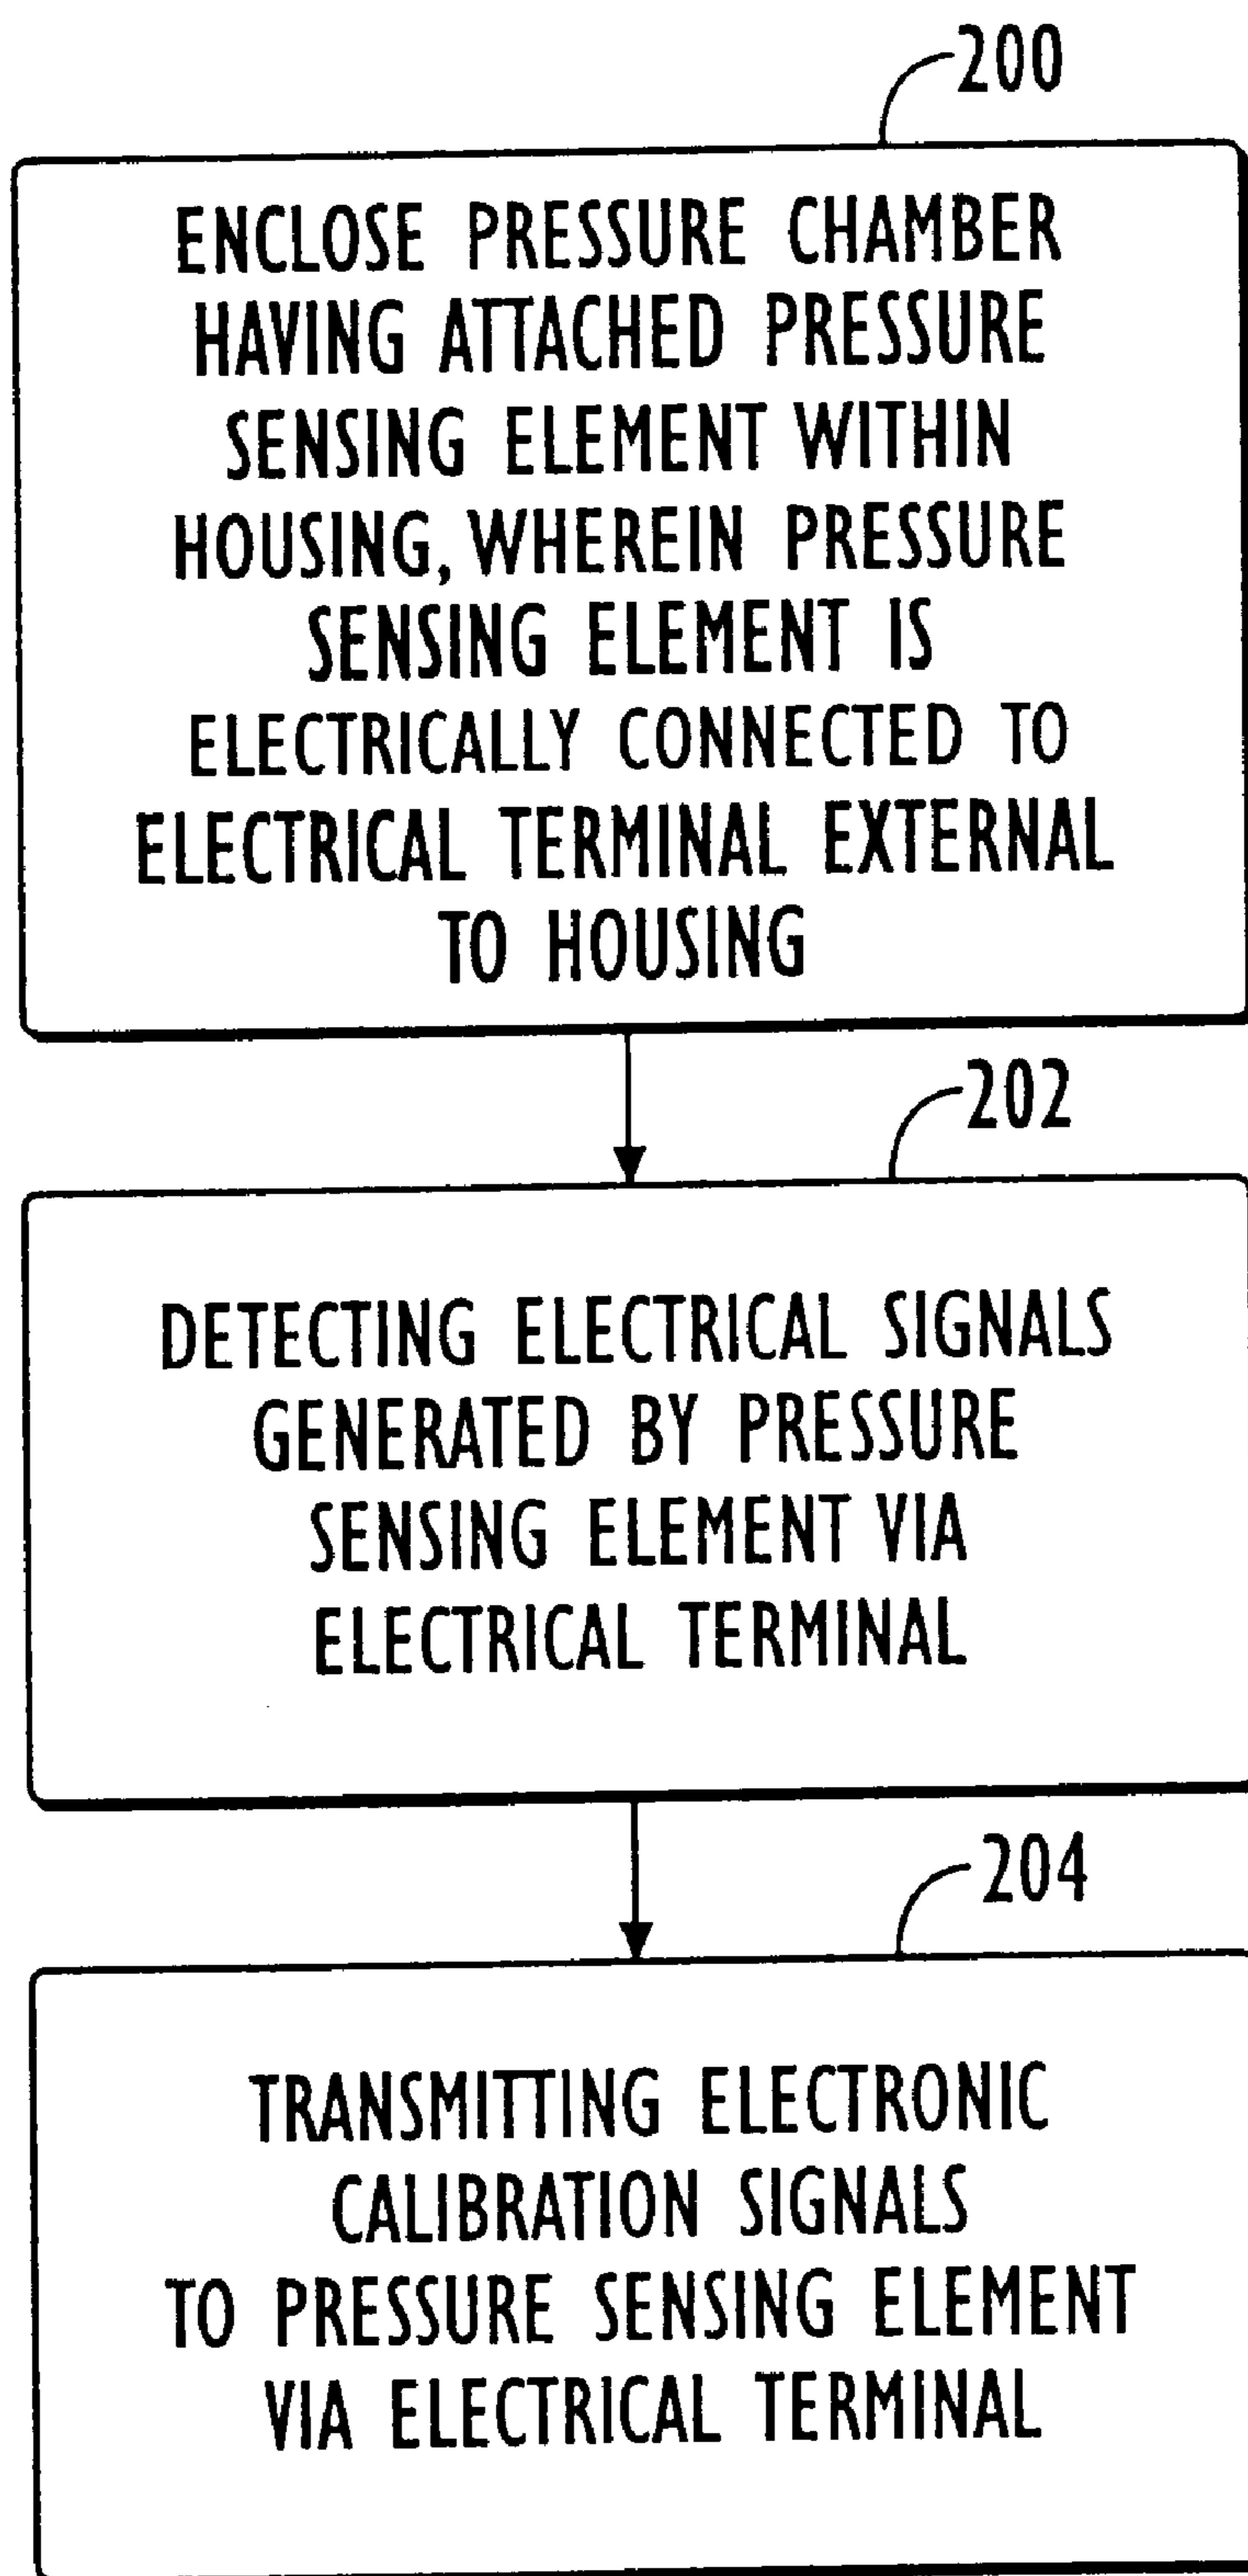 200
ENCLOSE PRESSURE CHAMBER
HAVING ATTACHED PRESSURE
SENSING ELEMENT WITHIN
HOUSING, WHEREIN PRESSURE
SENSING ELEMENT IS
ELECTRICALLY CONNECTED TO
ELECTRICAL TERMINAL EXTERNAL
TO HOUSING
202
DETECTING ELECTRICAL SIGNALS
GENERATED BY PRESSURE
SENSING ELEMENT VIA
ELECTRICAL TERMINAL
204
TRANSMITTING ELECTRONIC
CALIBRATION SIGNALS
TO PRESSURE SENSING ELEMENT
VIA ELECTRICAL TERMINAL